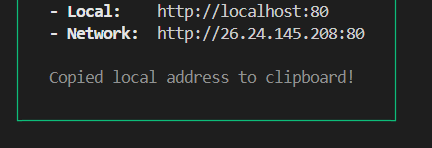 - Local:    http://localhost:80
- Network:  http://26.24.145.208:80
Copied local address to clipboard!